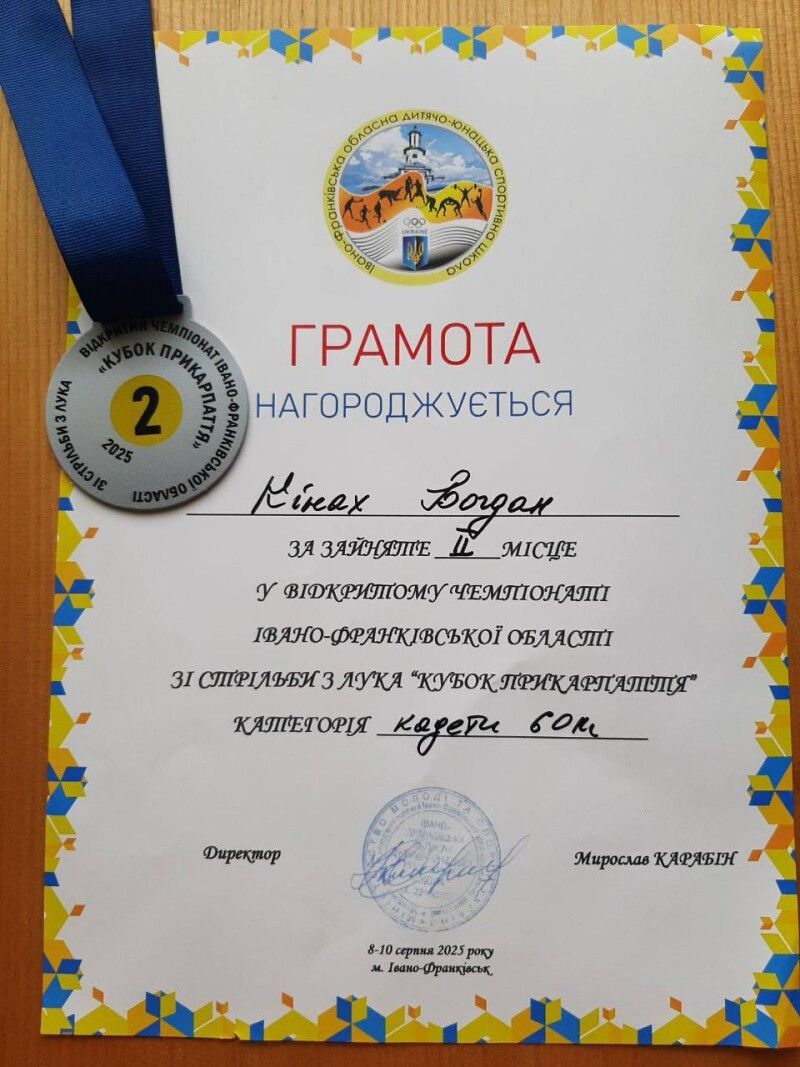 Івано-Франківська обласна дитячо-юнацька спортивна школа
UKRAINE
ГРАМОТА
НАГОРОДЖУЄТЬСЯ
ВІДКРИТИЙ ЧЕМПІОНАТ ІВАНО-ФРАНКІВСЬКОЇ ОБЛАСТІ
ЗІ СТРІЛЬБИ З ЛУКА
«КУБОК ПРИКАРПАТТЯ»
2
2025
Кінах Богдан
ЗА ЗАЙНЯТЕ II МІСЦЕ
У ВІДКРИТОМУ ЧЕМПІОНАТІ
ІВАНО-ФРАНКІВСЬКОЇ ОБЛАСТІ
ЗІ СТРІЛЬБИ З ЛУКА "КУБОК ПРИКАРПАТТЯ"
КАТЕГОРІЯ кадети 60м
Директор
Мирослав КАРАБІН
8-10 серпня 2025 року
м. Івано-Франківськ